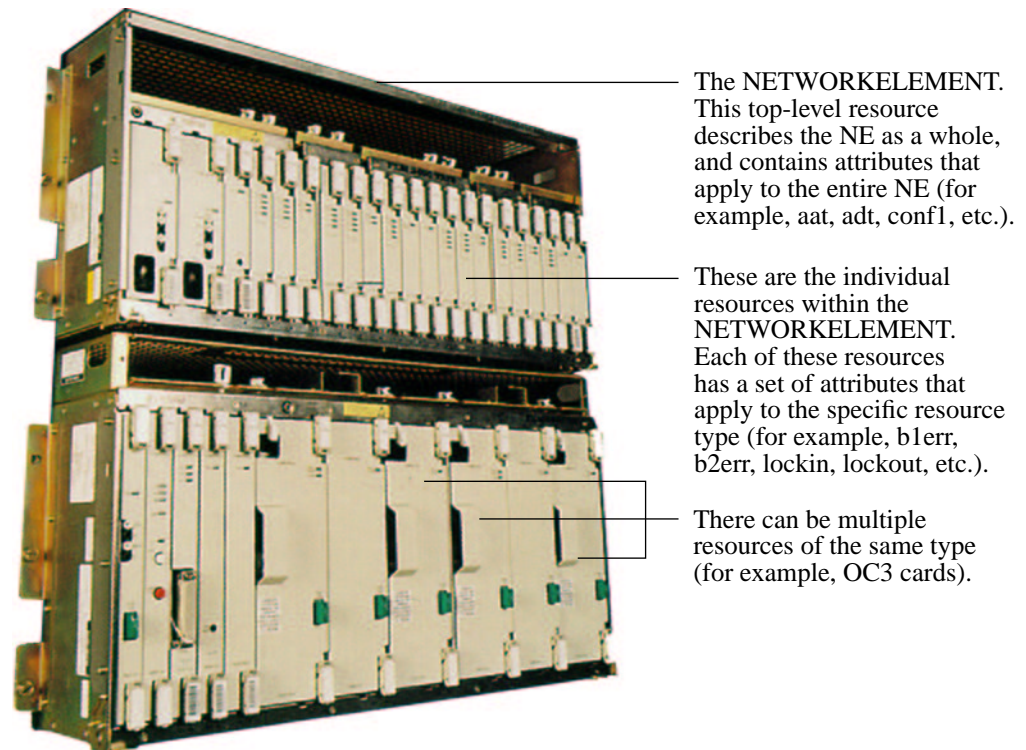 The NETWORKELEMENT.
This top-level resource
describes the NE as a whole,
and contains attributes that
apply to the entire NE (for
example, aat, adt, conf1, etc.).
These are the individual
resources within the
NETWORKELEMENT.
Each of these resources
has a set of attributes that
apply to the specific resource
type (for example, b1err,
b2err, lockin, lockout, etc.).
There can be multiple
resources of the same type
(for example, OC3 cards).